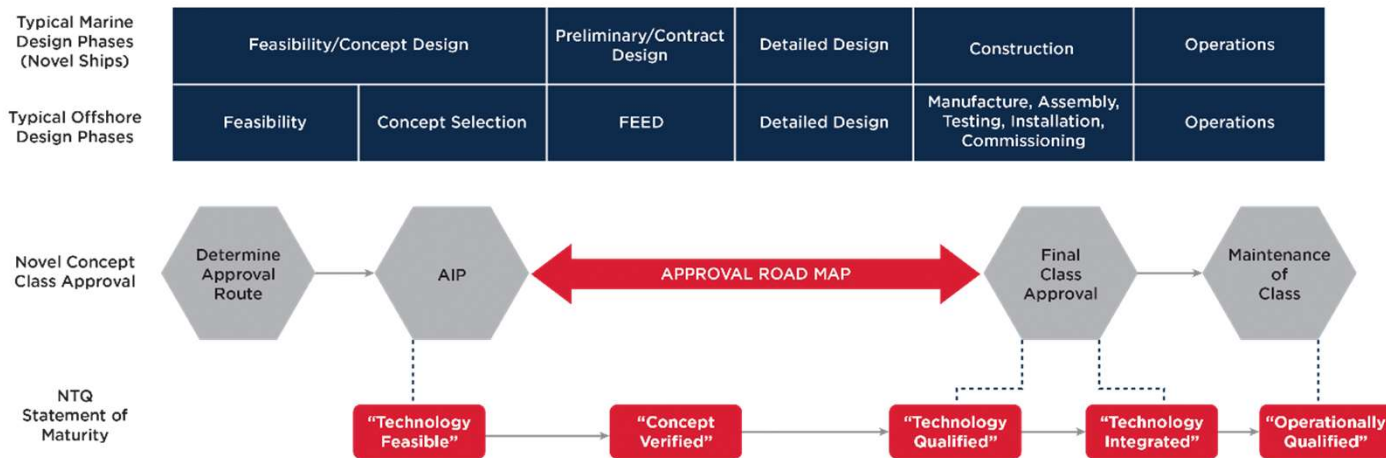 Typical Marine
Design Phases
(Novel Ships)
Feasibility/Concept Design
Preliminary/Contract
Design
Detailed Design
Construction
Operations
Typical Offshore
Design Phases
Feasibility
Concept Selection
FEED
Detailed Design
Manufacture, Assembly,
Testing, Installation,
Commissioning
Operations
Novel Concept
Class Approval
Determine
Approval
Route
AIP
APPROVAL ROAD MAP
Final
Class
Approval
Maintenance
of
Class
NTQ
Statement of
Maturity
“Technology
Feasible”
“Concept
Verified”
“Technology
Qualified”
“Technology
Integrated”
“Operationally
Qualified”